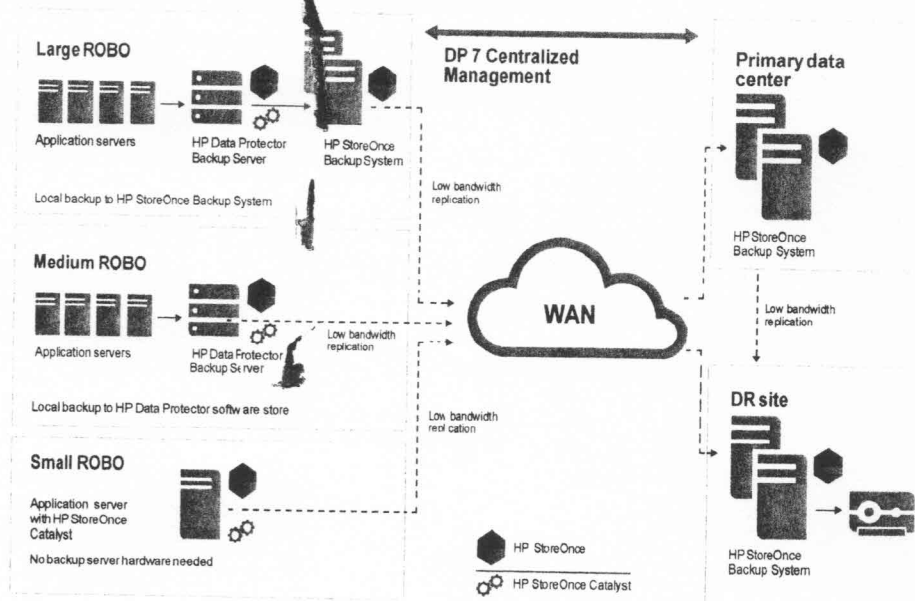 Large ROBO
Application servers
HP Data Protector
Backup Server
HP StoreOnce
Backup System
Local backup to HP StoreOnce Backup System
DP 7 Centralized
Management
Primary data
center
HP StoreOnce
Backup System
Low bandwidth
replication
Medium ROBO
Application servers
HP Data Protector
Backup Server
Low bandwidth
replication
Local backup to HP Data Protector software store
WAN
Low bandwidth
replication
Low bandwidth
replication
Small ROBO
Application server
with HP StoreOnce
Catalyst
No backup server hardware needed
DR site
HP StoreOnce
Backup System
HP StoreOnce
HP StoreOnce Catalyst